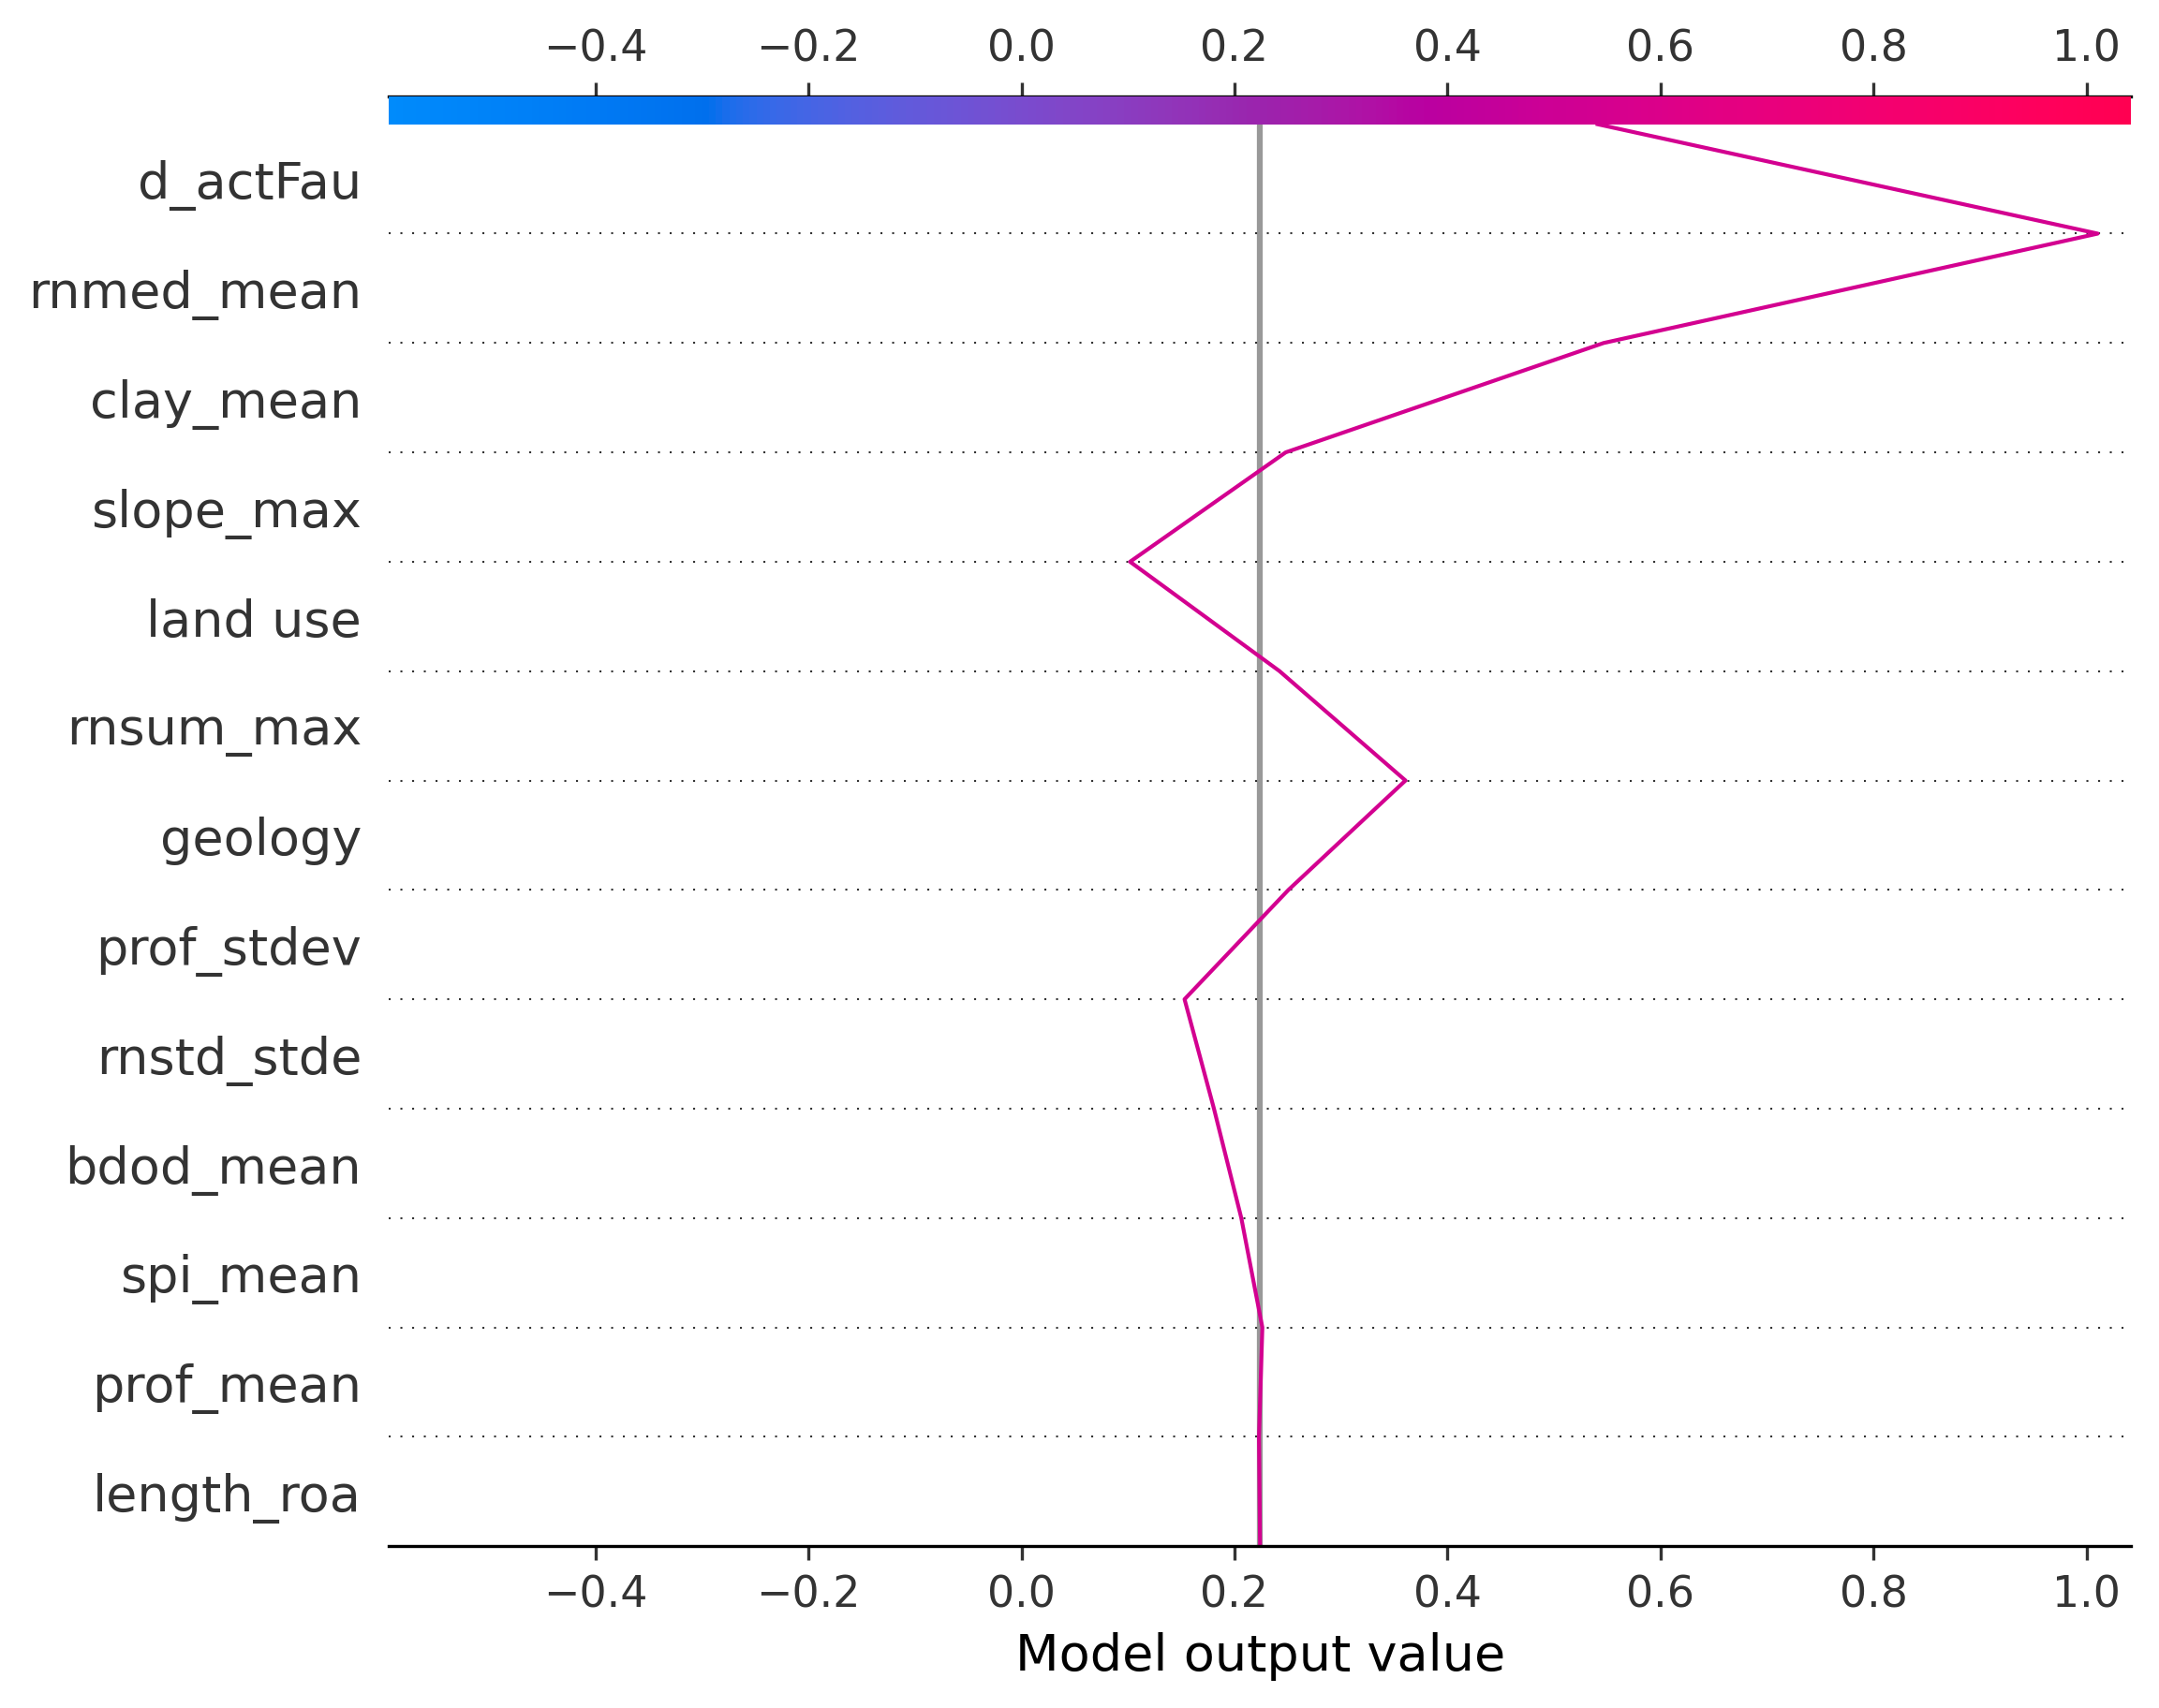 −0.4 −0.2 0.0 0.2 0.4 0.6 0.8 1.0
d_actFau
rnmed_mean
clay_mean
slope_max
land use
rnsum_max
geology
prof_stdev
rnstd_stde
bdod_mean
spi_mean
prof_mean
length_roa
−0.4 −0.2 0.0 0.2 0.4 0.6 0.8 1.0
Model output value